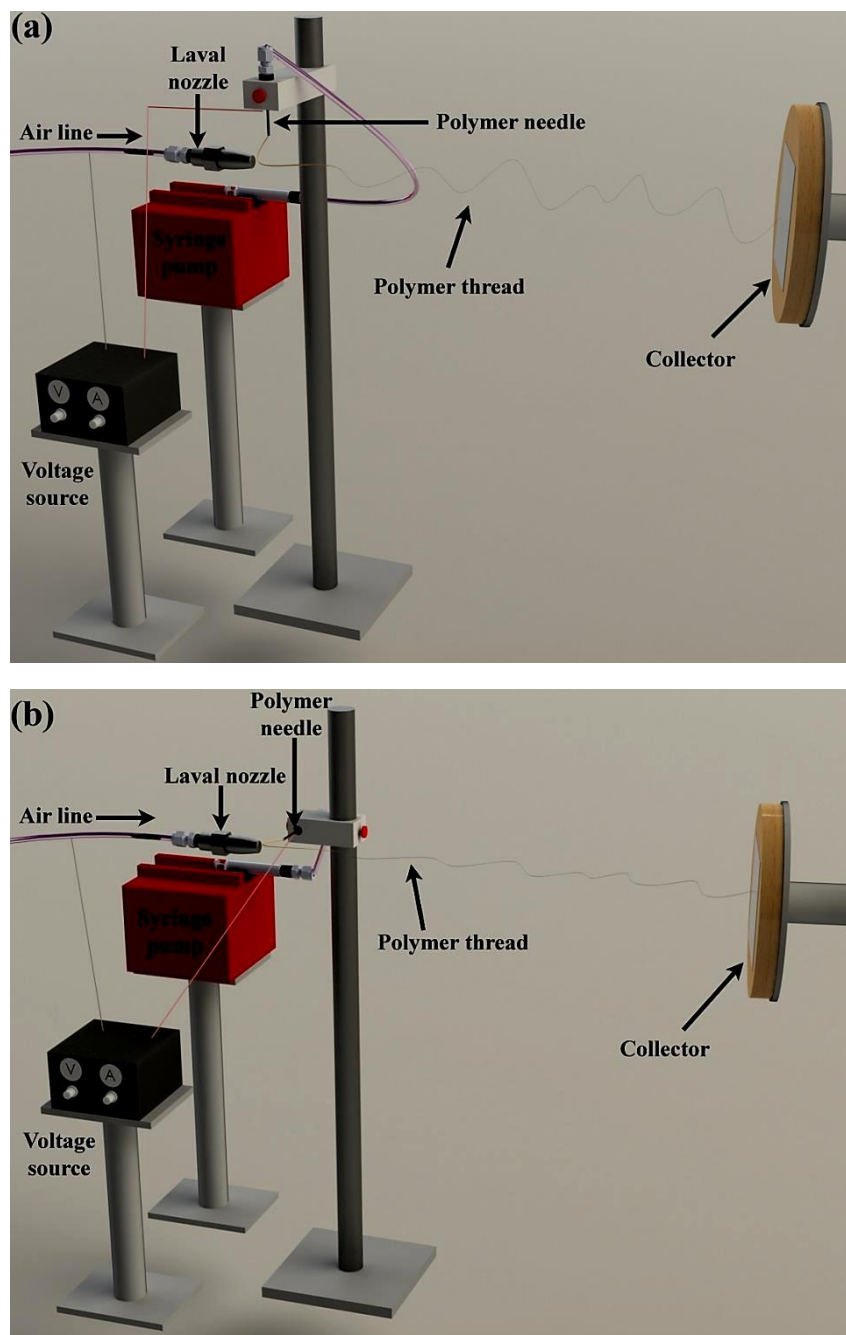 (a)
Laval
nozzle
Air line
Polymer needle
Syringe
pump
Polymer thread
Collector
V A
Voltage
source
(b)
Polymer
needle
Laval nozzle
Air line
Syringe
pump
Polymer thread
Collector
V A
Voltage
source